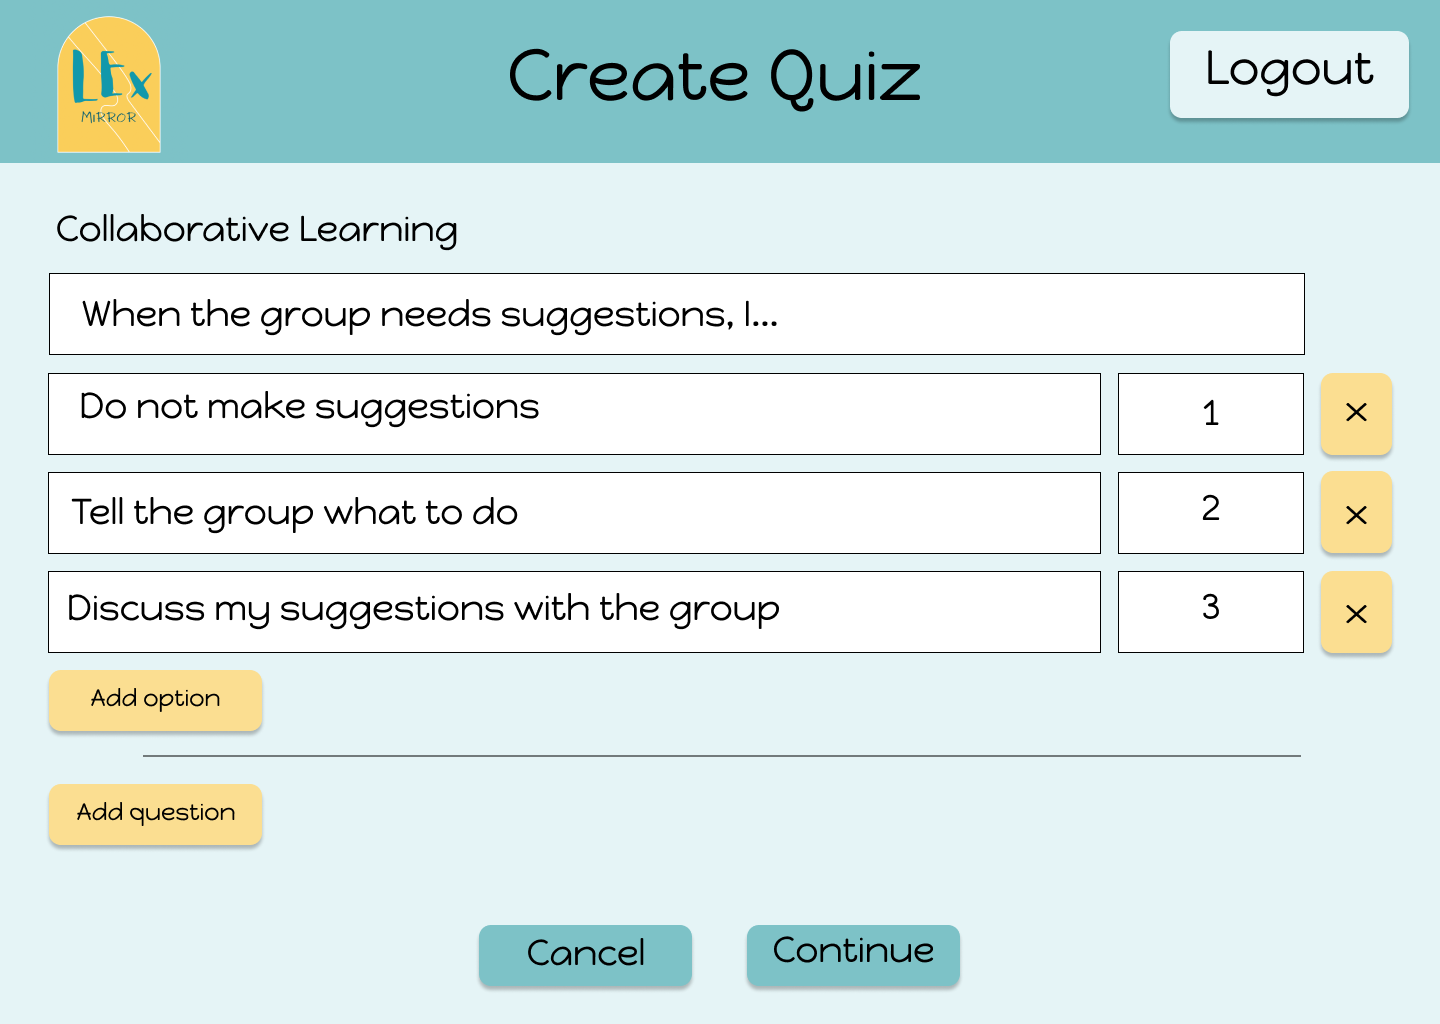 LEx
MIRROR
Create Quiz
Logout
Collaborative Learning
When the group needs suggestions, I...
Do not make suggestions
1
×
Tell the group what to do
2
×
Discuss my suggestions with the group
3
×
Add option
Add question
Cancel
Continue